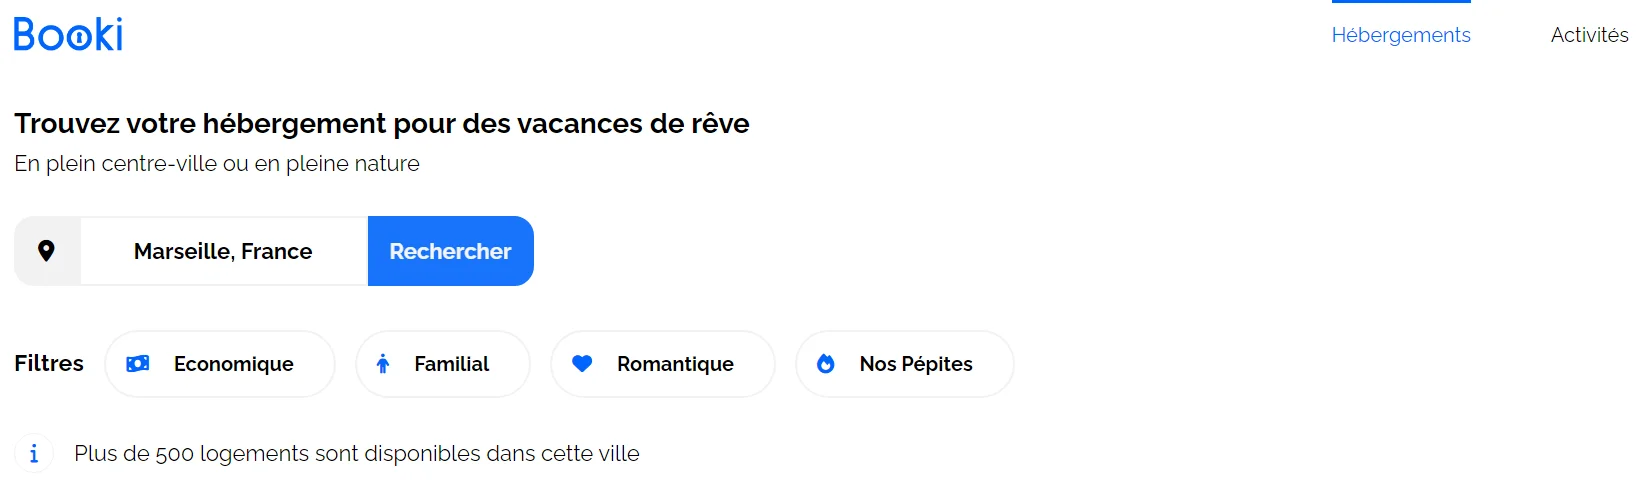 Booki
Hébergements
Activités
Trouvez votre hébergement pour des vacances de rêve
En plein centre-ville ou en pleine nature
Marseille, France
Rechercher
Filtres
Economique
Familial
Romantique
Nos Pépites
Plus de 500 logements sont disponibles dans cette ville